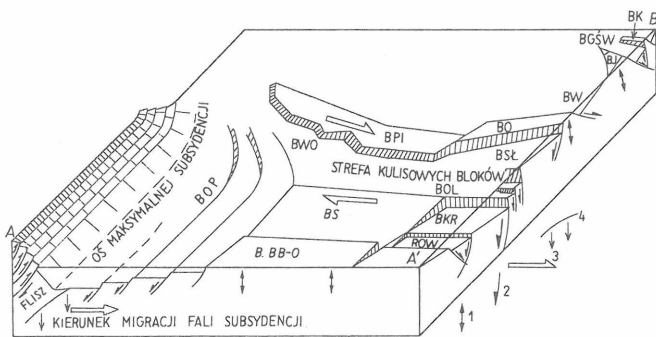 BK
B
BGŚW
BJ
BW
BPI
BO
BWO
BSŁ
STREFA KULISOWYCH BLOKÓW
OŚ MAKSYMALNEJ SUBSYDENCJI
BOP
BOL
BS
BKR
A
RÓW
B.BB-O
A'
FLISZ
4
3
2
1
KIERUNEK MIGRACJI FALI SUBSYDENCJI